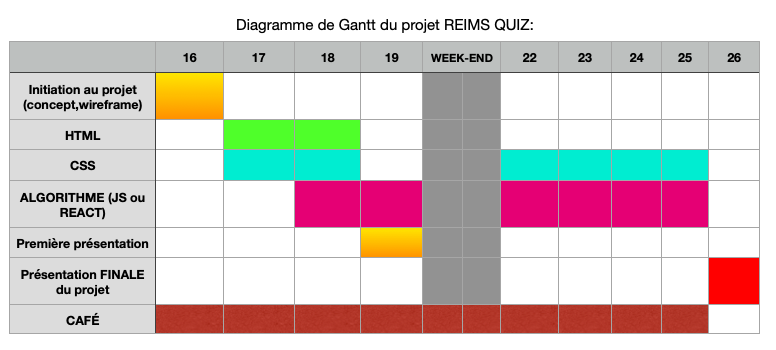 Diagramme de Gantt du projet REIMS QUIZ:
16 17 18 19 WEEK-END 22 23 24 25 26
Initiation au projet
(concept,wireframe)
HTML
CSS
ALGORITHME (JS ou
REACT)
Première présentation
Présentation FINALE
du projet
CAFÉ